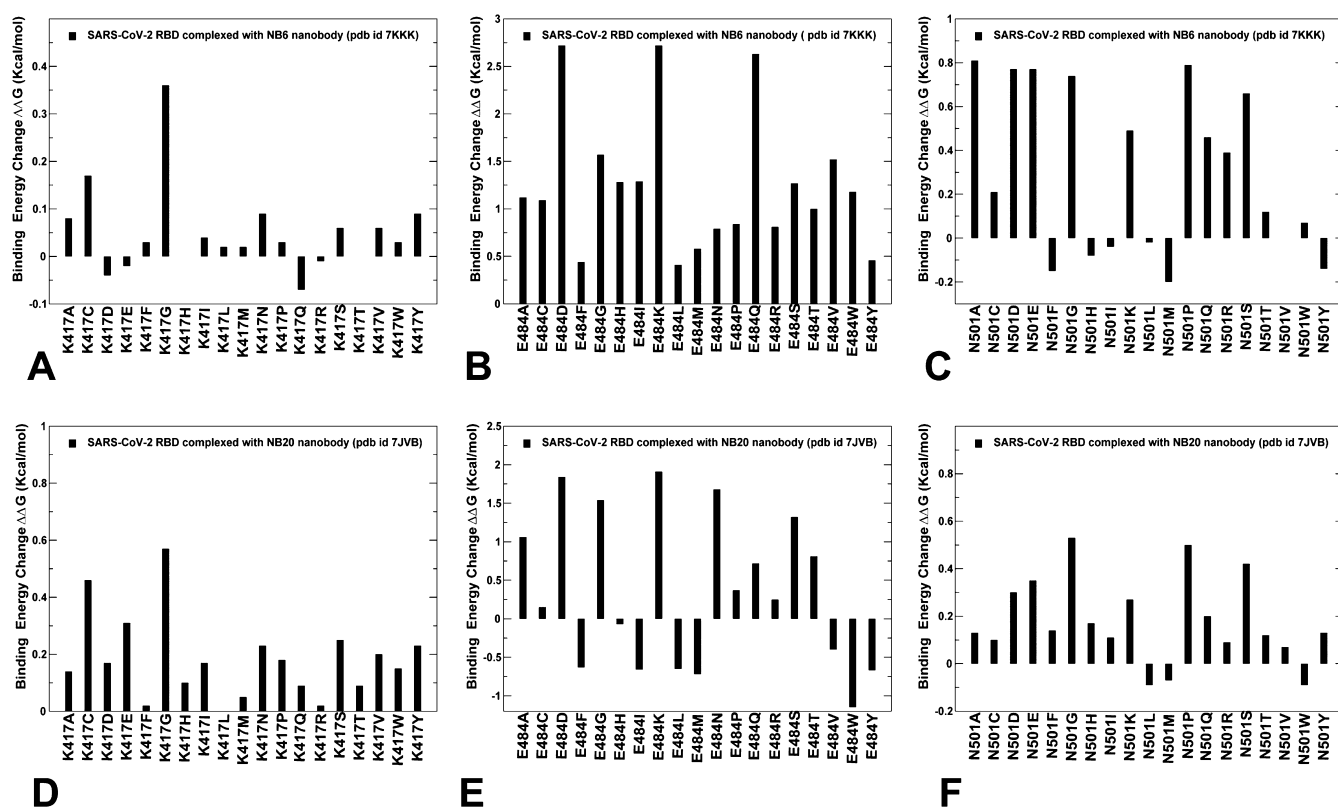 SARS-CoV-2 RBD complexed with NB6 nanobody (pdb id 7KKK)
Binding Energy Change ΔΔG (Kcal/mol)
0.4
0.3
0.2
0.1
0
-0.1
K417A K417C K417D K417E K417F K417G K417H K417I K417L K417M K417N K417P K417Q K417R K417S K417T K417V K417W K417Y
A
SARS-CoV-2 RBD complexed with NB6 nanobody ( pdb id 7KKK)
Binding Energy Change ΔΔG (Kcal/mol)
3
2.5
2
1.5
1
0.5
0
E484A E484C E484D E484F E484G E484H E484I E484K E484L E484M E484N E484P E484Q E484R E484S E484T E484V E484W E484Y
B
SARS-CoV-2 RBD complexed with NB6 nanobody (pdb id 7KKK)
Binding Energy Change ΔΔG (Kcal/mol)
1
0.8
0.6
0.4
0.2
0
-0.2
N501A N501C N501D N501E N501F N501G N501H N501I N501K N501L N501M N501P N501Q N501R N501S N501T N501V N501W N501Y
C
SARS-CoV-2 RBD complexed with NB20 nanobody (pdb id 7JVB)
Binding Energy Change ΔΔG (Kcal/mol)
1
0.8
0.6
0.4
0.2
0
K417A K417C K417D K417E K417F K417G K417H K417I K417L K417M K417N K417P K417Q K417R K417S K417T K417V K417W K417Y
D
SARS-CoV-2 RBD complexed with NB20 nanobody (pdb id 7JVB)
Binding Energy Change ΔΔG (Kcal/mol)
2.5
2
1.5
1
0.5
0
-0.5
-1
E484A E484C E484D E484F E484G E484H E484I E484K E484L E484M E484N E484P E484Q E484R E484S E484T E484V E484W E484Y
E
SARS-CoV-2 RBD complexed with NB20 nanobody (pdb id 7JVB)
Binding Energy Change ΔΔG (Kcal/mol)
0.8
0.6
0.4
0.2
0
-0.2
N501A N501C N501D N501E N501F N501G N501H N501I N501K N501L N501M N501P N501Q N501R N501S N501T N501V N501W N501Y
F